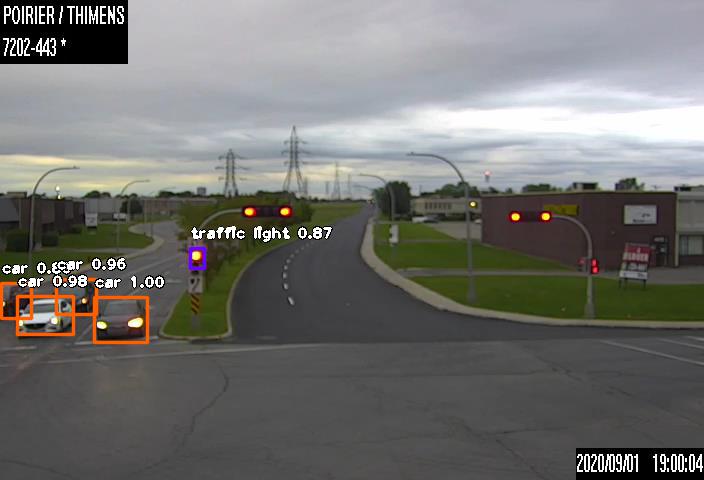 POIRIER / THIMENS
7202-443 *
traffic light 0.87
car 0.96
car 0.98
car 1.00
2020/09/01 19:00:04